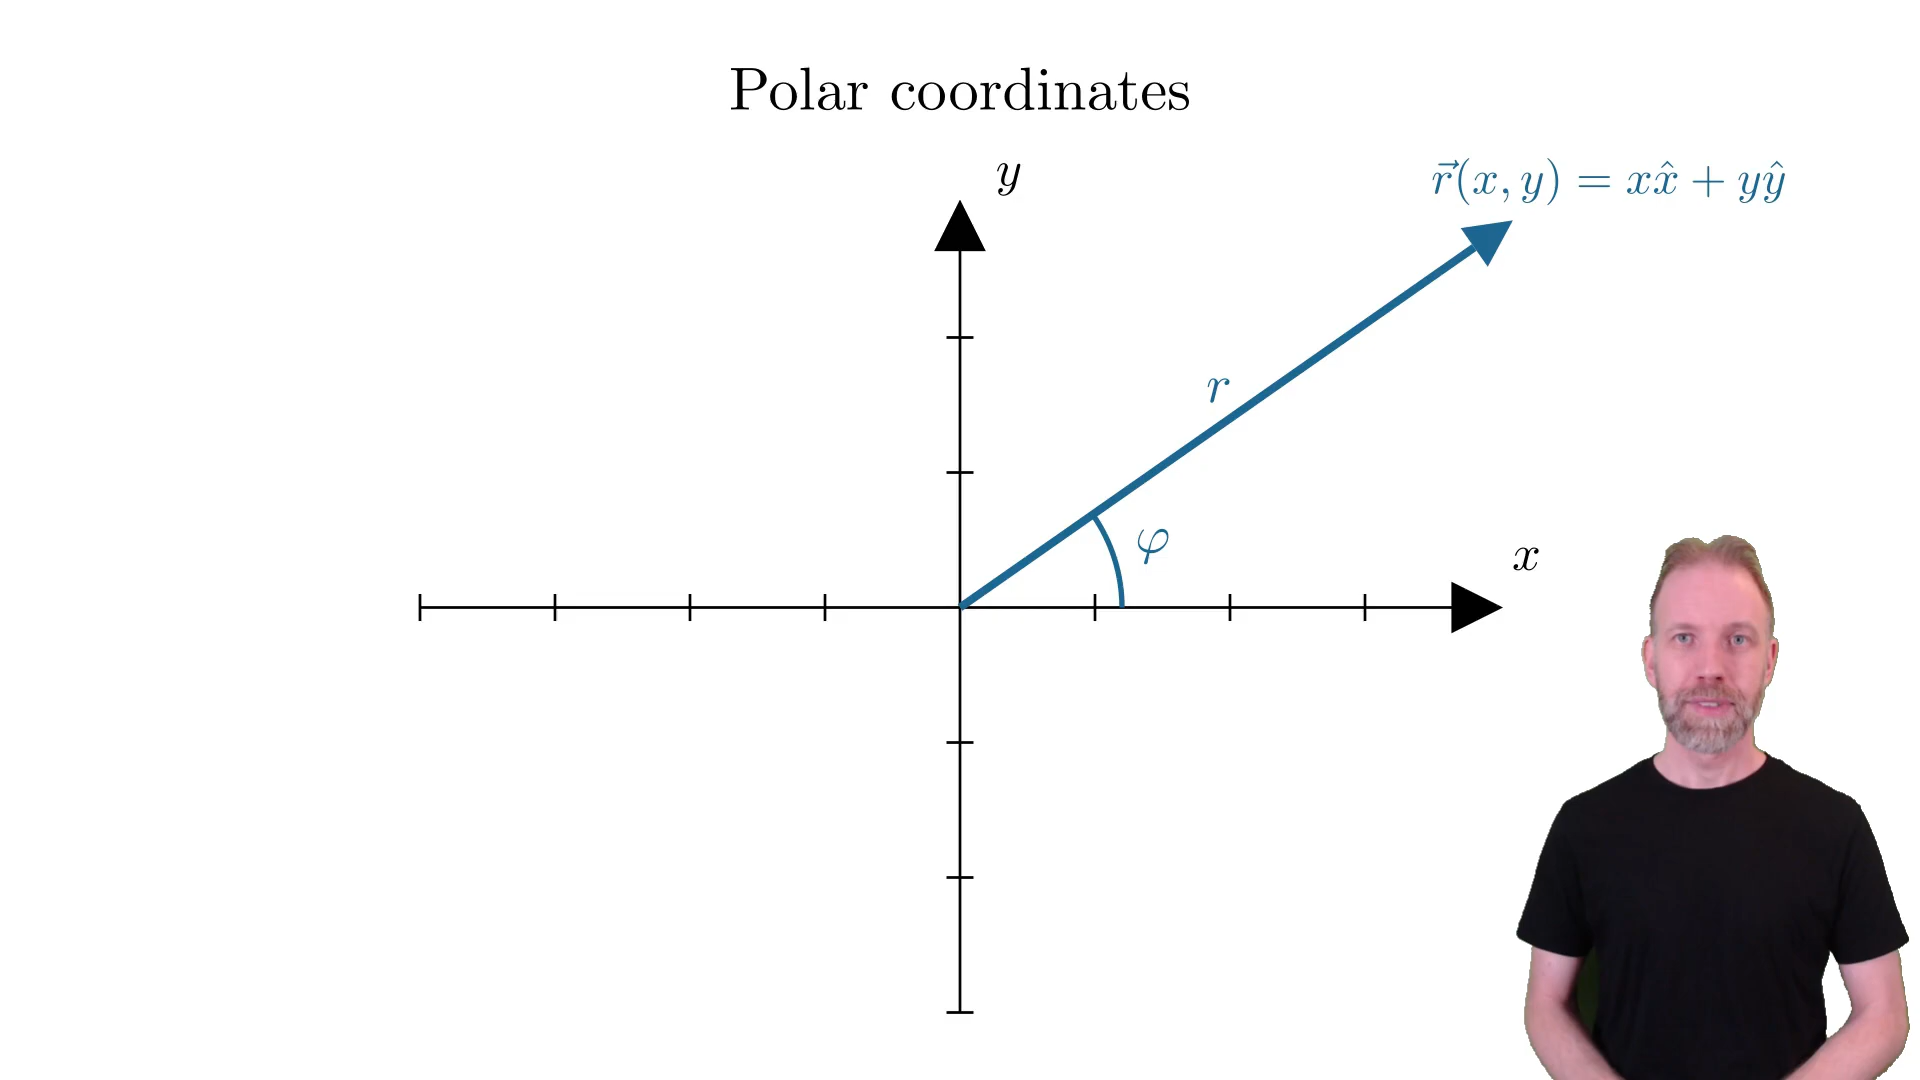 Polar coordinates
y
r⃗(x, y) = xx̂ + yŷ
r
φ
x